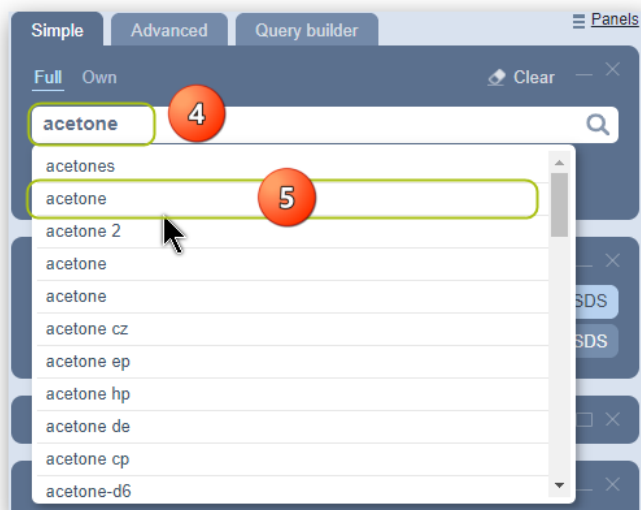 Simple Advanced Query builder Panels
Full Own Clear
acetone 4
acetones
acetone 5
acetone 2
acetone
acetone
SDS
acetone cz
SDS
acetone ep
acetone hp
acetone de
acetone cp
acetone-d6